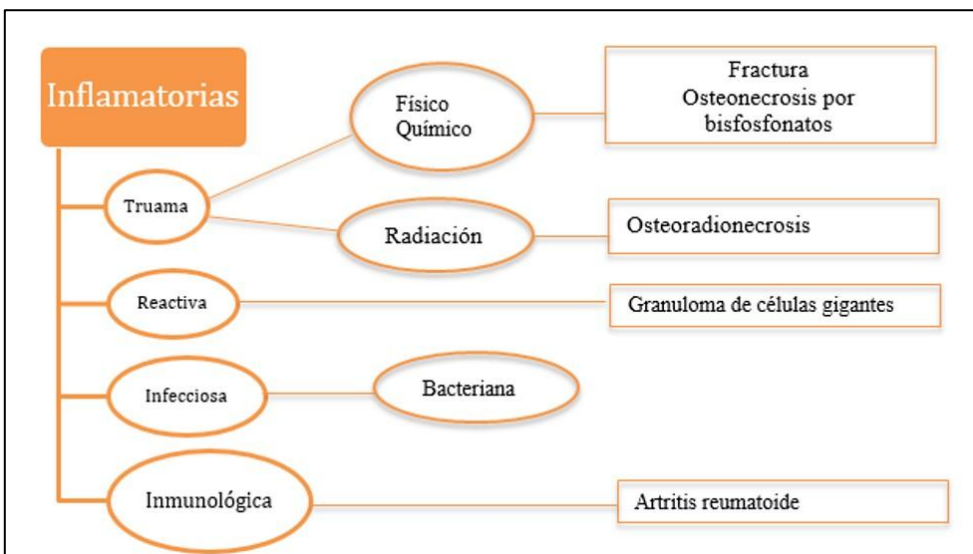 Inflamatorias
Físico
Químico
Fractura
Osteonecrosis por
bisfosfonatos
Truama
Radiación
Osteoradionecrosis
Reactiva
Granuloma de células gigantes
Infecciosa
Bacteriana
Inmunológica
Artritis reumatoide